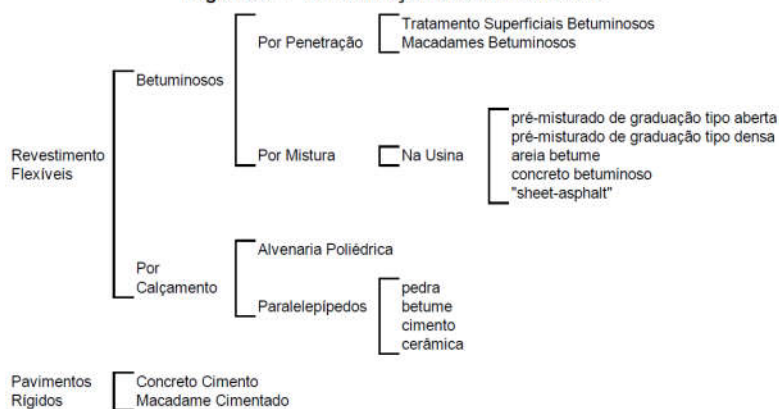 Tratamento Superficiais Betuminosos
Por Penetração
Macadames Betuminosos
Betuminosos
pré-misturado de graduação tipo aberta
pré-misturado de graduação tipo densa
Revestimento
Flexíveis
Por Mistura
Na Usina
areia betume
concreto betuminoso
"sheet-asphalt"
Alvenaria Poliédrica
Por
Calçamento
Paralelepípedos
pedra
betume
cimento
cerâmica
Pavimentos
Rígidos
Concreto Cimento
Macadame Cimentado